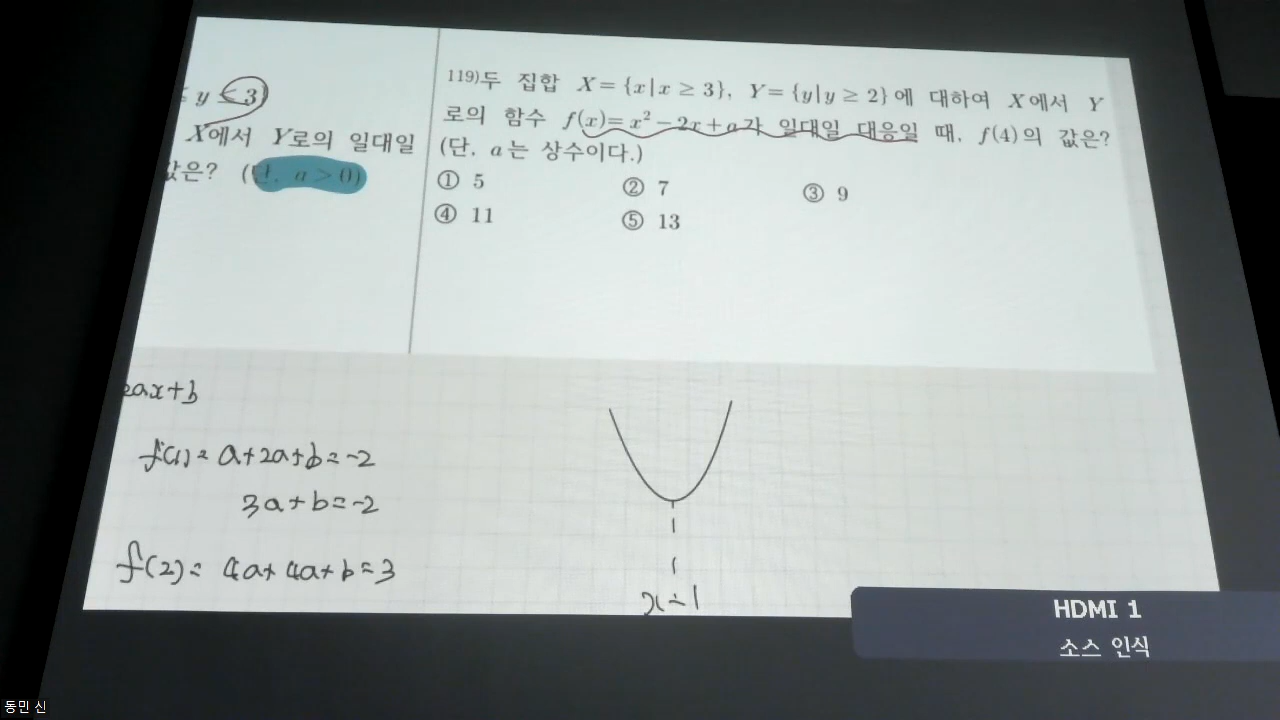 y ≤ 3)
X에서 Y로의 일대일
값은? (단, a > 0)
119)두 집합 X = {x | x ≥ 3}, Y = {y | y ≥ 2}에 대하여 X에서 Y
로의 함수 f(x) = x² − 2x + a가 일대일 대응일 때, f(4)의 값은?
(단, a는 상수이다.)
① 5 ② 7 ③ 9
④ 11 ⑤ 13
2ax+b
f(1) = a+2a+b = -2
3a+b = -2
f(2) = 4a+4a+b = 3
x=1
HDMI 1
소스 인식
동민 신